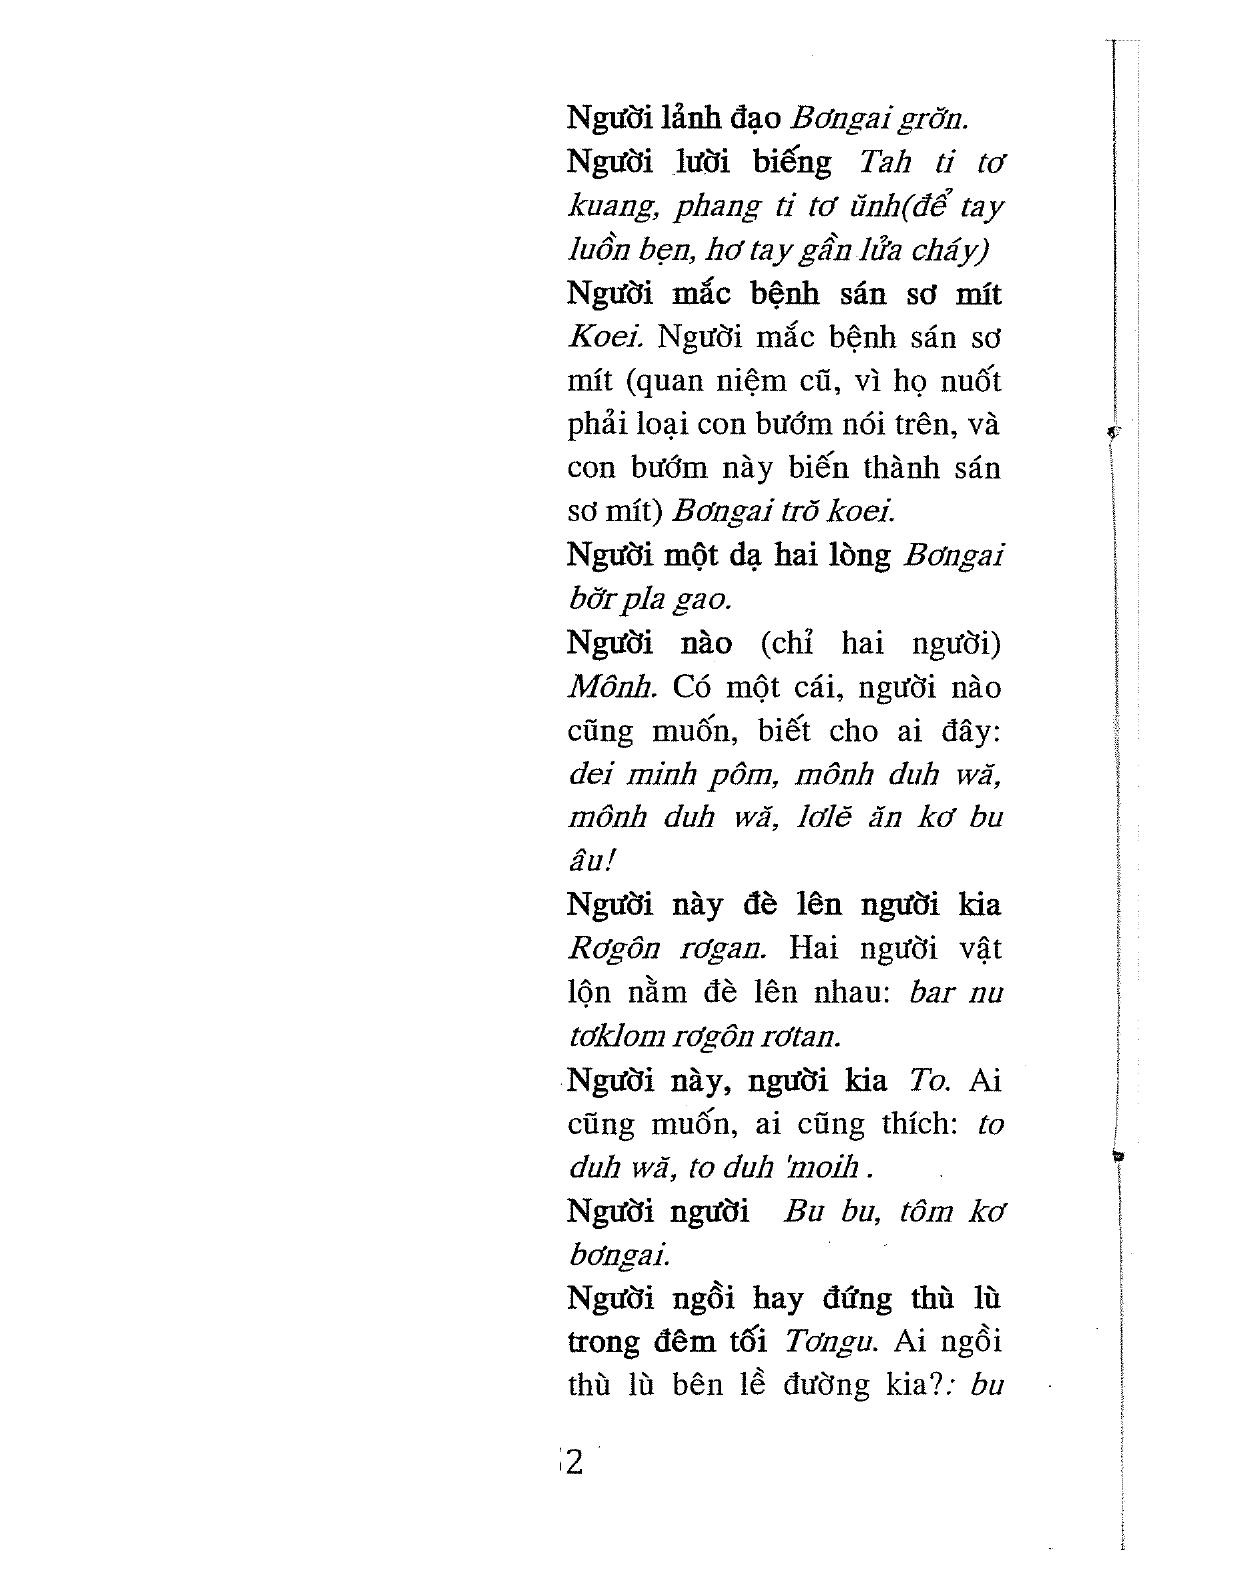 Người lảnh đạo Bơngai grơ̆n.
Người lười biếng Tah ti tơ
kuang, phang ti tơ ŭnh(để tay
luồn bẹn, hơ tay gần lửa cháy)
Người mắc bệnh sán sơ mít
Koei. Người mắc bệnh sán sơ
mít (quan niệm cũ, vì họ nuốt
phải loại con bướm nói trên, và
con bướm này biến thành sán
sơ mít) Bơngai trŏ koei.
Người một dạ hai lòng Bơngai
bơ̆r pla gao.
Người nào (chỉ hai người)
Mônh. Có một cái, người nào
cũng muốn, biết cho ai đây:
dei minh pôm, mônh duh wă,
mônh duh wă, lơlĕ ăn kơ bu
âu!
Người này đè lên người kia
Rơgôn rơgan. Hai người vật
lộn nằm đè lên nhau: bar nu
tơklom rơgôn rơtan.
Người này, người kia To. Ai
cũng muốn, ai cũng thích: to
duh wă, to duh 'moih .
Người người Bu bu, tôm kơ
bơngai.
Người ngồi hay đứng thù lù
trong đêm tối Tơngu. Ai ngồi
thù lù bên lề đường kia?: bu
2